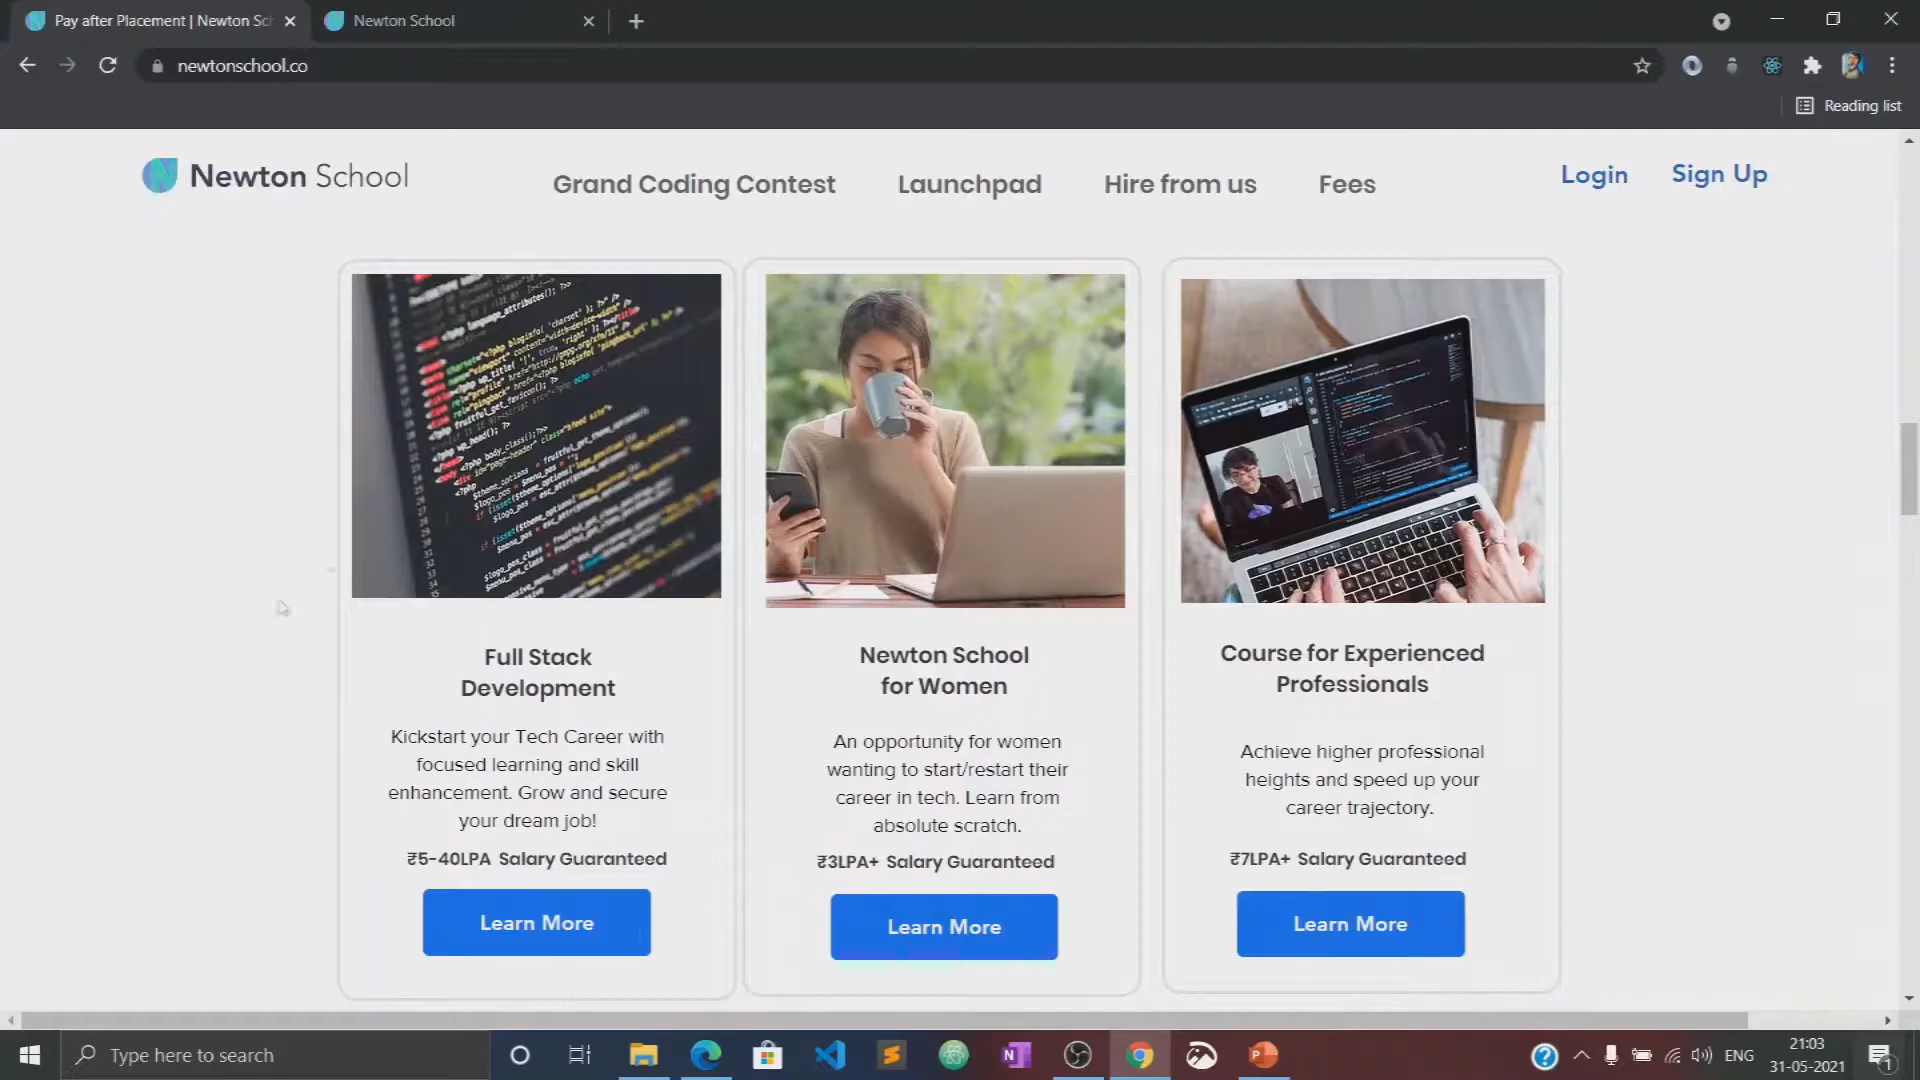 Pay after Placement | Newton Sc
Newton School
newtonschool.co
Reading list
Newton School
Grand Coding Contest
Launchpad
Hire from us
Fees
Login
Sign Up
Full Stack
Development
Kickstart your Tech Career with
focused learning and skill
enhancement. Grow and secure
your dream job!
₹5-40LPA Salary Guaranteed
Learn More
Newton School
for Women
An opportunity for women
wanting to start/restart their
career in tech. Learn from
absolute scratch.
₹3LPA+ Salary Guaranteed
Learn More
Course for Experienced
Professionals
Achieve higher professional
heights and speed up your
career trajectory.
₹7LPA+ Salary Guaranteed
Learn More
Type here to search
ENG
21:03
31-05-2021
1